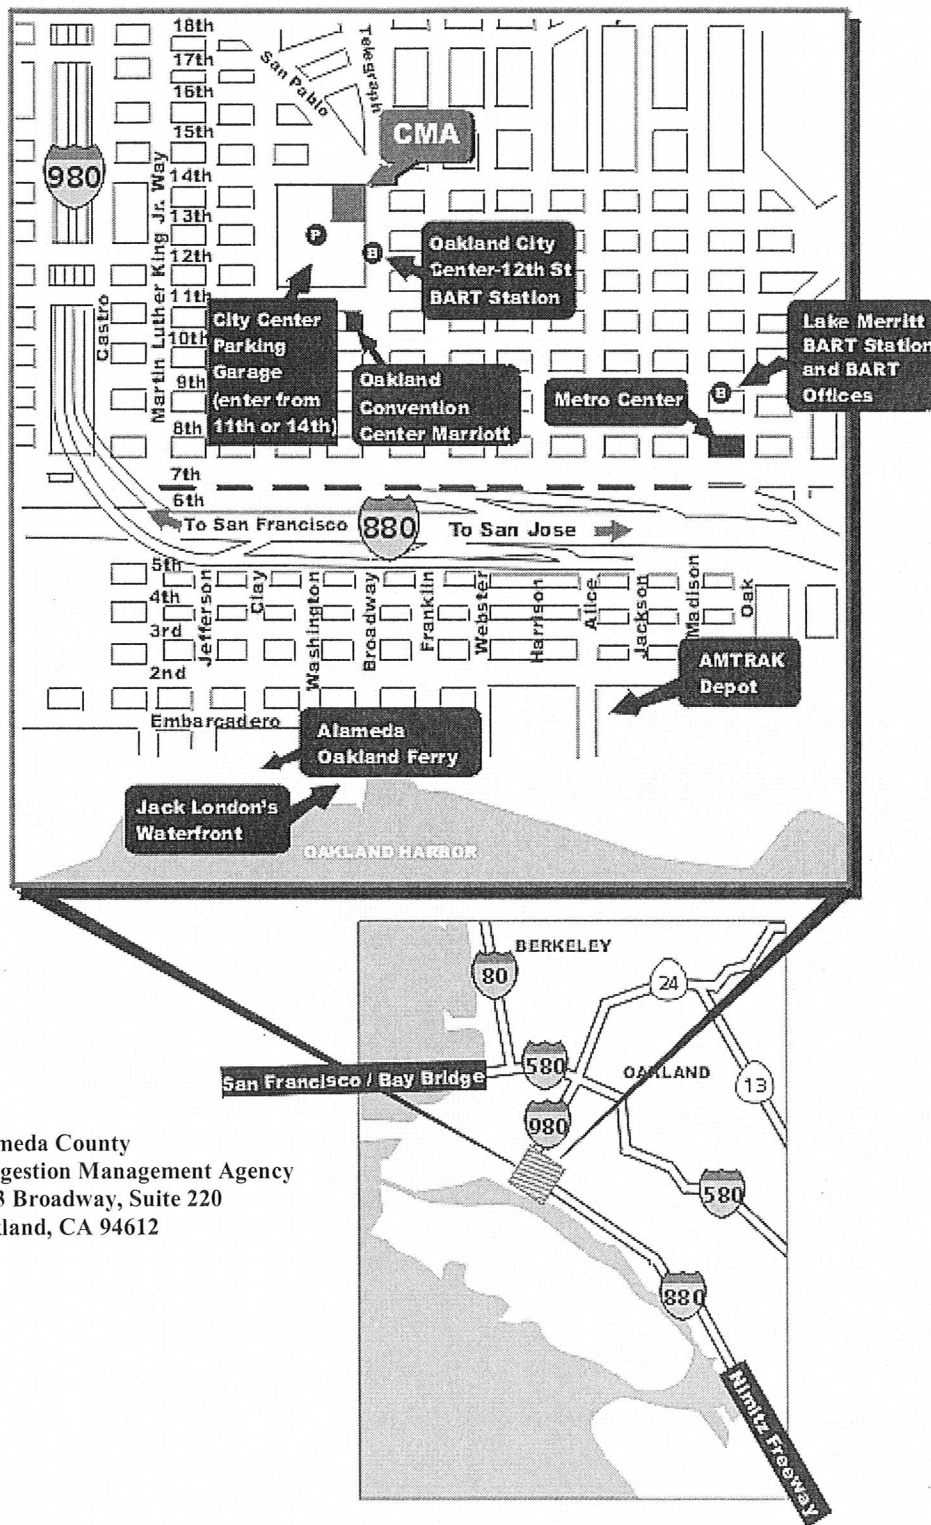 18th
17th
16th
15th
14th
13th
12th
11th
10th
9th
8th
7th
6th
5th
4th
3rd
2nd
Embarcadero
San Pablo
Telegraph
CMA
980
Martin Luther King Jr. Way
Castro
P
B
Oakland City
Center-12th St
BART Station
City Center
Parking
Garage
(enter from
11th or 14th)
Oakland
Convention
Center Marriott
Metro Center
B
Lake Merritt
BART Station
and BART
Offices
To San Francisco
880
To San Jose
Jefferson
Clay
Washington
Broadway
Franklin
Webster
Harrison
Alice
Jackson
Madison
Oak
AMTRAK
Depot
Alameda
Oakland Ferry
Jack London's
Waterfront
OAKLAND HARBOR
BERKELEY
80
24
580
San Francisco / Bay Bridge
OAKLAND
13
980
580
880
Nimitz Freeway
meda County
gestion Management Agency
Broadway, Suite 220
land, CA 94612